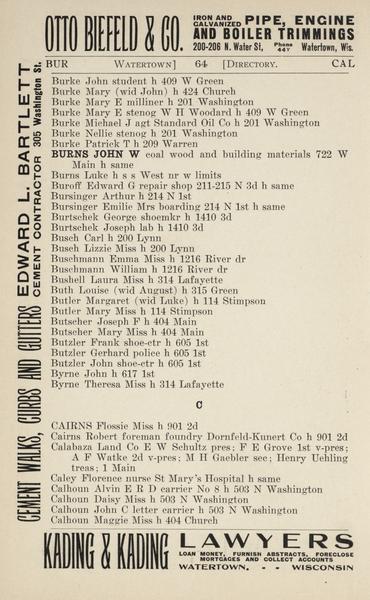 OTTO BIEFELD & CO. IRON AND GALVANIZED PIPE, ENGINE
AND BOILER TRIMMINGS
200-206 N. Water St, Phone 44Y Watertown, Wis.
BUR WATERTOWN] 64 [DIRECTORY. CAL
Burke John student h 409 W Green
Burke Mary (wid John) h 424 Church
Burke Mary E milliner h 201 Washington
Burke Mary E stenog W H Woodard h 409 W Green
Burke Michael J agt Standard Oil Co h 201 Washington
Burke Nellie stenog h 201 Washington
Burke Patrick T h 209 Warren
BURNS JOHN W coal wood and building materials 722 W
Main h same
Burns Luke h s s West nr w limits
Buroff Edward G repair shop 211-215 N 3d h same
Bursinger Arthur h 214 N 1st
Bursinger Emilie Mrs boarding 214 N 1st h same
Burtschek George shoemkr h 1410 3d
Burtschek Joseph lab h 1410 3d
Busch Carl h 200 Lynn
Busch Lizzie Miss h 200 Lynn
Buschmann Emma Miss h 1216 River dr
Buschmann William h 1216 River dr
Bushell Laura Miss h 314 Lafayette
Buth Louise (wid August) h 315 Green
Butler Margaret (wid Luke) h 114 Stimpson
Butler Mary Miss h 114 Stimpson
Butscher Joseph F h 404 Main
Butscher Mary Miss h 404 Main
Butzler Frank shoe-ctr h 605 1st
Butzler Gerhard police h 605 1st
Butzler John shoe-ctr h 605 1st
Byrne John h 617 1st
Byrne Theresa Miss h 314 Lafayette
C
CAIRNS Flossie Miss h 901 2d
Cairns Robert foreman foundry Dornfeld-Kunert Co h 901 2d
Calabaza Land Co E W Schultz pres; F E Grove 1st v-pres;
A F Watke 2d v-pres; M H Gaebler sec; Henry Uehling
treas; 1 Main
Caley Florence nurse St Mary's Hospital h same
Calhoun Alvin E R D carrier No 8 h 503 N Washington
Calhoun Daisy Miss h 503 N Washington
Calhoun John C letter carrier h 503 N Washington
Calhoun Maggie Miss h 404 Church
KADING & KADING LAWYERS
LOAN MONEY, FURNISH ABSTRACTS, FORECLOSE
MORTGAGES AND COLLECT ACCOUNTS
WATERTOWN. - - WISCONSIN
CEMENT WALKS, CURBS AND GUTTERS EDWARD L. BARTLETT
CEMENT CONTRACTOR 305 Washington St.